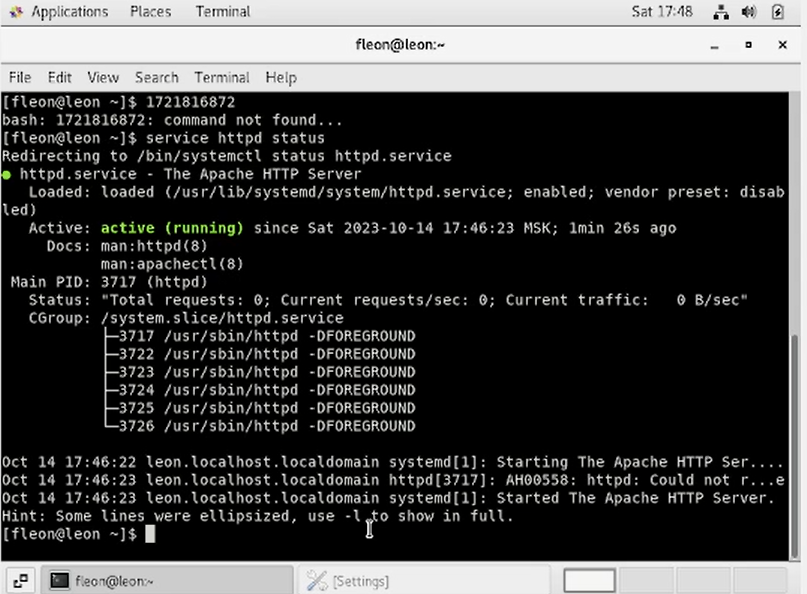 Applications Places Terminal Sat 17:48
fleon@leon:~
File Edit View Search Terminal Help
[fleon@leon ~]$ 1721816872
bash: 1721816872: command not found...
[fleon@leon ~]$ service httpd status
Redirecting to /bin/systemctl status httpd.service
● httpd.service - The Apache HTTP Server
Loaded: loaded (/usr/lib/systemd/system/httpd.service; enabled; vendor preset: disab
led)
Active: active (running) since Sat 2023-10-14 17:46:23 MSK; 1min 26s ago
Docs: man:httpd(8)
man:apachectl(8)
Main PID: 3717 (httpd)
Status: "Total requests: 0; Current requests/sec: 0; Current traffic:   0 B/sec"
CGroup: /system.slice/httpd.service
├─3717 /usr/sbin/httpd -DFOREGROUND
├─3722 /usr/sbin/httpd -DFOREGROUND
├─3723 /usr/sbin/httpd -DFOREGROUND
├─3724 /usr/sbin/httpd -DFOREGROUND
├─3725 /usr/sbin/httpd -DFOREGROUND
└─3726 /usr/sbin/httpd -DFOREGROUND
Oct 14 17:46:22 leon.localhost.localdomain systemd[1]: Starting The Apache HTTP Ser....
Oct 14 17:46:23 leon.localhost.localdomain httpd[3717]: AH00558: httpd: Could not r...e
Oct 14 17:46:23 leon.localhost.localdomain systemd[1]: Started The Apache HTTP Server.
Hint: Some lines were ellipsized, use -l to show in full.
[fleon@leon ~]$
fleon@leon:~ [Settings]